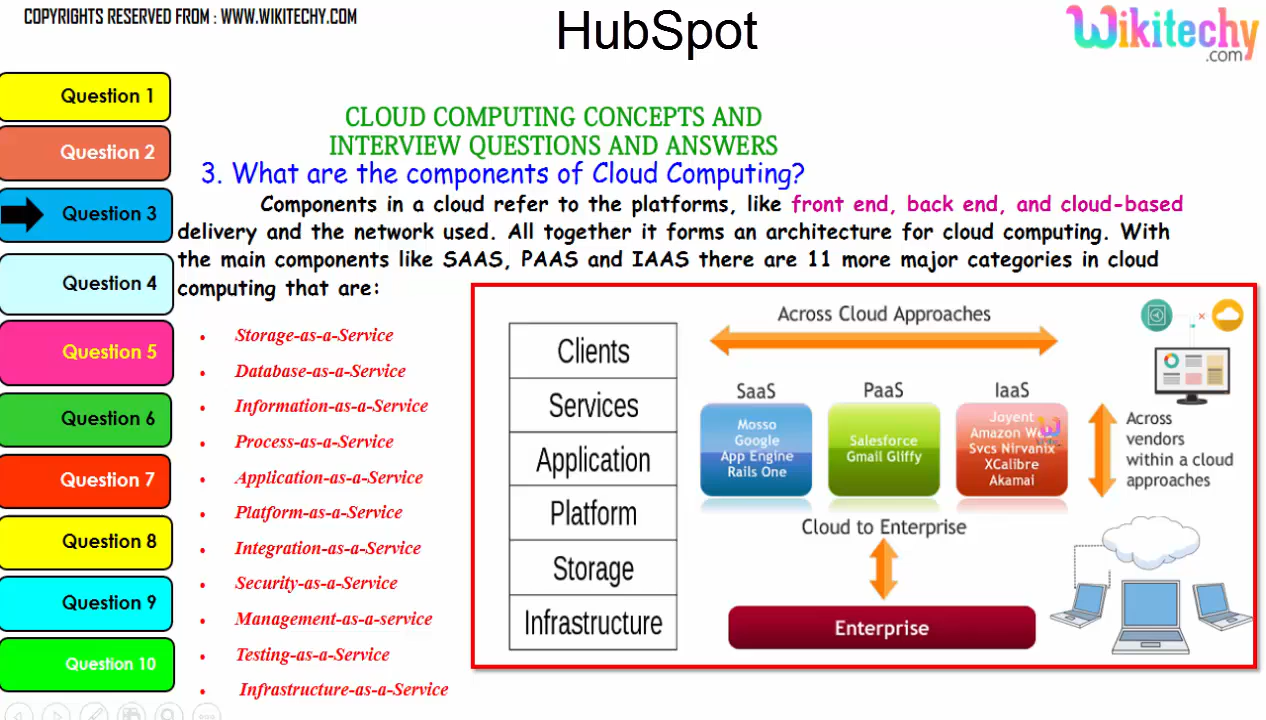 COPYRIGHTS RESERVED FROM : WWW.WIKITECHY.COM
HubSpot
Wikitechy
.com
Question 1
Question 2
Question 3
Question 4
Question 5
Question 6
Question 7
Question 8
Question 9
Question 10
CLOUD COMPUTING CONCEPTS AND
INTERVIEW QUESTIONS AND ANSWERS
3. What are the components of Cloud Computing?
Components in a cloud refer to the platforms, like front end, back end, and cloud-based
delivery and the network used. All together it forms an architecture for cloud computing. With
the main components like SAAS, PAAS and IAAS there are 11 more major categories in cloud
computing that are:
• Storage-as-a-Service
• Database-as-a-Service
• Information-as-a-Service
• Process-as-a-Service
• Application-as-a-Service
• Platform-as-a-Service
• Integration-as-a-Service
• Security-as-a-Service
• Management-as-a-service
• Testing-as-a-Service
• Infrastructure-as-a-Service
Clients
Services
Application
Platform
Storage
Infrastructure
Across Cloud Approaches
SaaS
Mosso
Google
App Engine
Rails One
PaaS
Salesforce
Gmail Gliffy
IaaS
Joyent
Amazon
Svcs Nirvanix
XCalibre
Akamai
Across
vendors
within a cloud
approaches
Cloud to Enterprise
Enterprise